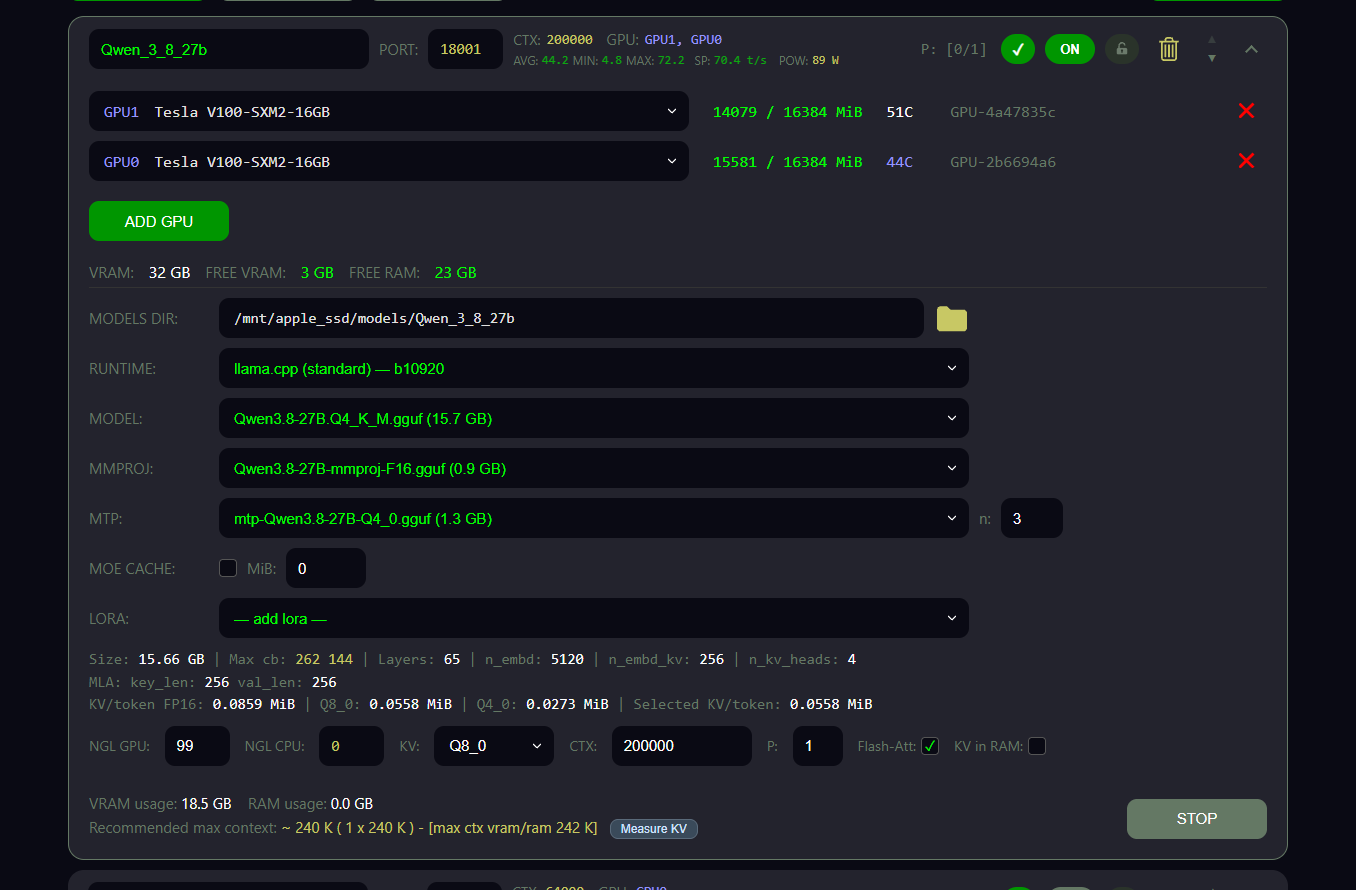 Qwen_3_8_27b PORT: 18001 CTX: 200000 GPU: GPU1, GPU0 P: [0/1] ON
AVG: 44.2 MIN: 4.8 MAX: 72.2 SP: 70.4 t/s POW: 89 W
GPU1 Tesla V100-SXM2-16GB 14079 / 16384 MiB 51C GPU-4a47835c
GPU0 Tesla V100-SXM2-16GB 15581 / 16384 MiB 44C GPU-2b6694a6
ADD GPU
VRAM: 32 GB FREE VRAM: 3 GB FREE RAM: 23 GB
MODELS DIR: /mnt/apple_ssd/models/Qwen_3_8_27b
RUNTIME: llama.cpp (standard) — b10920
MODEL: Qwen3.8-27B.Q4_K_M.gguf (15.7 GB)
MMPROJ: Qwen3.8-27B-mmproj-F16.gguf (0.9 GB)
MTP: mtp-Qwen3.8-27B-Q4_0.gguf (1.3 GB) n: 3
MOE CACHE: MiB: 0
LORA: — add lora —
Size: 15.66 GB | Max cb: 262 144 | Layers: 65 | n_embd: 5120 | n_embd_kv: 256 | n_kv_heads: 4
MLA: key_len: 256 val_len: 256
KV/token FP16: 0.0859 MiB | Q8_0: 0.0558 MiB | Q4_0: 0.0273 MiB | Selected KV/token: 0.0558 MiB
NGL GPU: 99 NGL CPU: 0 KV: Q8_0 CTX: 200000 P: 1 Flash-Att: KV in RAM:
VRAM usage: 18.5 GB RAM usage: 0.0 GB
Recommended max context: ~ 240 K ( 1 x 240 K ) - [max ctx vram/ram 242 K] Measure KV
STOP
CTX: 64000 GPU: GPU0